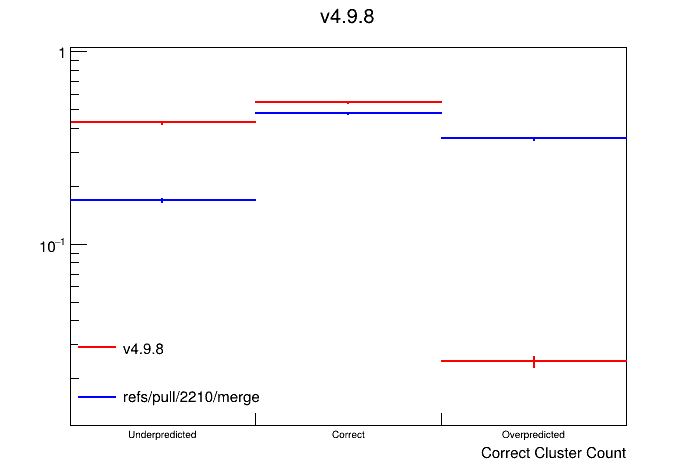 v4.9.8
1
10⁻¹
v4.9.8
refs/pull/2210/merge
Underpredicted Correct Overpredicted
Correct Cluster Count